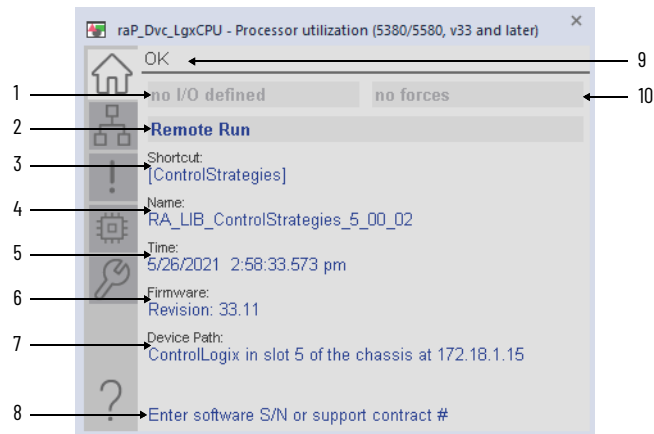 raP_Dvc_LgxCPU - Processor utilization (5380/5580, v33 and later) ×
OK 9
1 no I/O defined no forces 10
2 Remote Run
3 Shortcut:
[ControlStrategies]
4 Name:
RA_LIB_ControlStrategies_5_00_02
5 Time:
5/26/2021 2:58:33.573 pm
6 Firmware:
Revision: 33.11
7 Device Path:
ControlLogix in slot 5 of the chassis at 172.18.1.15
8 Enter software S/N or support contract #